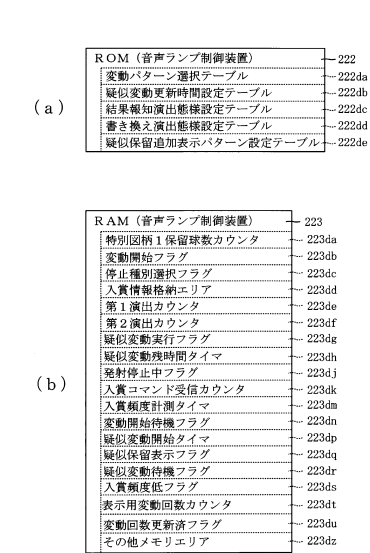 (a)
ROM(音声ランプ制御装置) 222
変動パターン選択テーブル 222da
疑似変動更新時間設定テーブル 222db
結果報知演出態様設定テーブル 222dc
書き換え演出態様設定テーブル 222dd
疑似保留追加表示パターン設定テーブル 222de
(b)
RAM(音声ランプ制御装置) 223
特別図柄1保留球数カウンタ 223da
変動開始フラグ 223db
停止種別選択フラグ 223dc
入賞情報格納エリア 223dd
第1演出カウンタ 223de
第2演出カウンタ 223df
疑似変動実行フラグ 223dg
疑似変動残時間タイマ 223dh
発射停止中フラグ 223dj
入賞コマンド受信カウンタ 223dk
入賞頻度計測タイマ 223dm
変動開始待機フラグ 223dn
疑似変動開始タイマ 223dp
疑似保留表示フラグ 223dq
疑似変動待機フラグ 223dr
入賞頻度低フラグ 223ds
表示用変動回数カウンタ 223dt
変動回数更新済フラグ 223du
その他メモリエリア 223dz